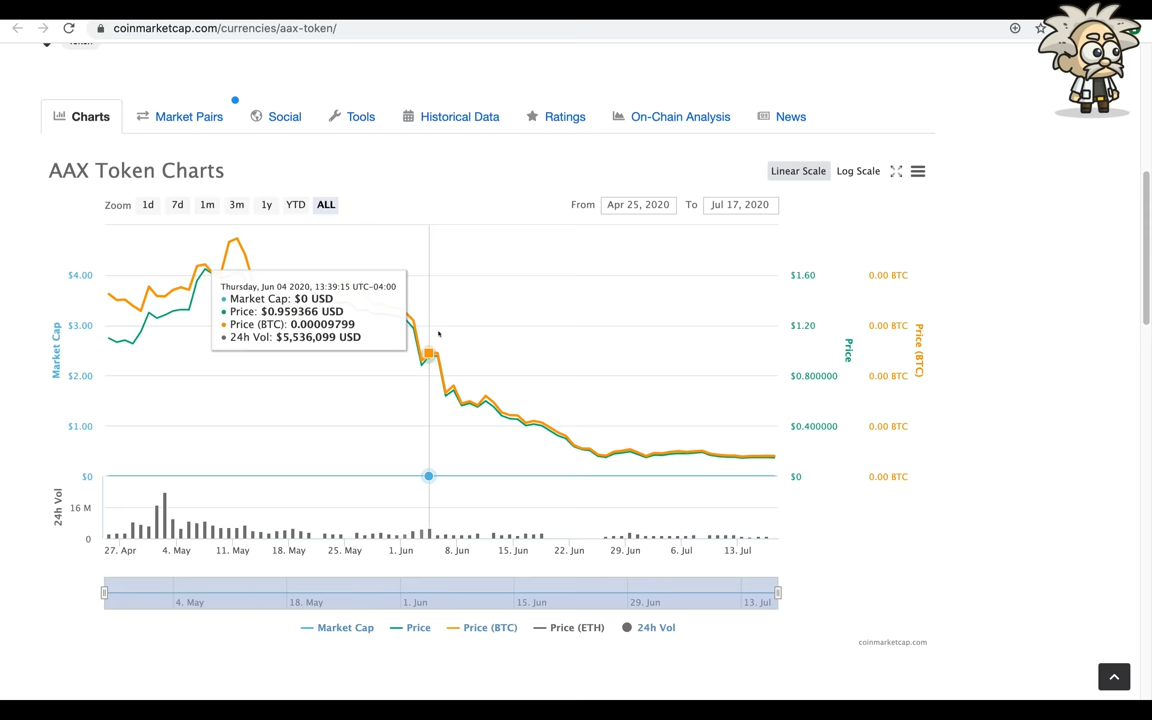 coinmarketcap.com/currencies/aax-token/
Token
Charts Market Pairs Social Tools Historical Data Ratings On-Chain Analysis News
AAX Token Charts
Linear Scale Log Scale
Zoom 1d 7d 1m 3m 1y YTD ALL From Apr 25, 2020 To Jul 17, 2020
$4.00 $1.60 0.00 BTC
Thursday, Jun 04 2020, 13:39:15 UTC-04:00
Market Cap: $0 USD
Price: $0.959366 USD
Price (BTC): 0.00009799
24h Vol: $5,536,099 USD
$3.00 $1.20 0.00 BTC
Market Cap Price Price (BTC)
$2.00 $0.800000 0.00 BTC
$1.00 $0.400000 0.00 BTC
$0 $0 0.00 BTC
24h Vol
16 M
0
27. Apr 4. May 11. May 18. May 25. May 1. Jun 8. Jun 15. Jun 22. Jun 29. Jun 6. Jul 13. Jul
4. May 18. May 1. Jun 15. Jun 29. Jun 13. Jul
Market Cap Price Price (BTC) Price (ETH) 24h Vol
coinmarketcap.com